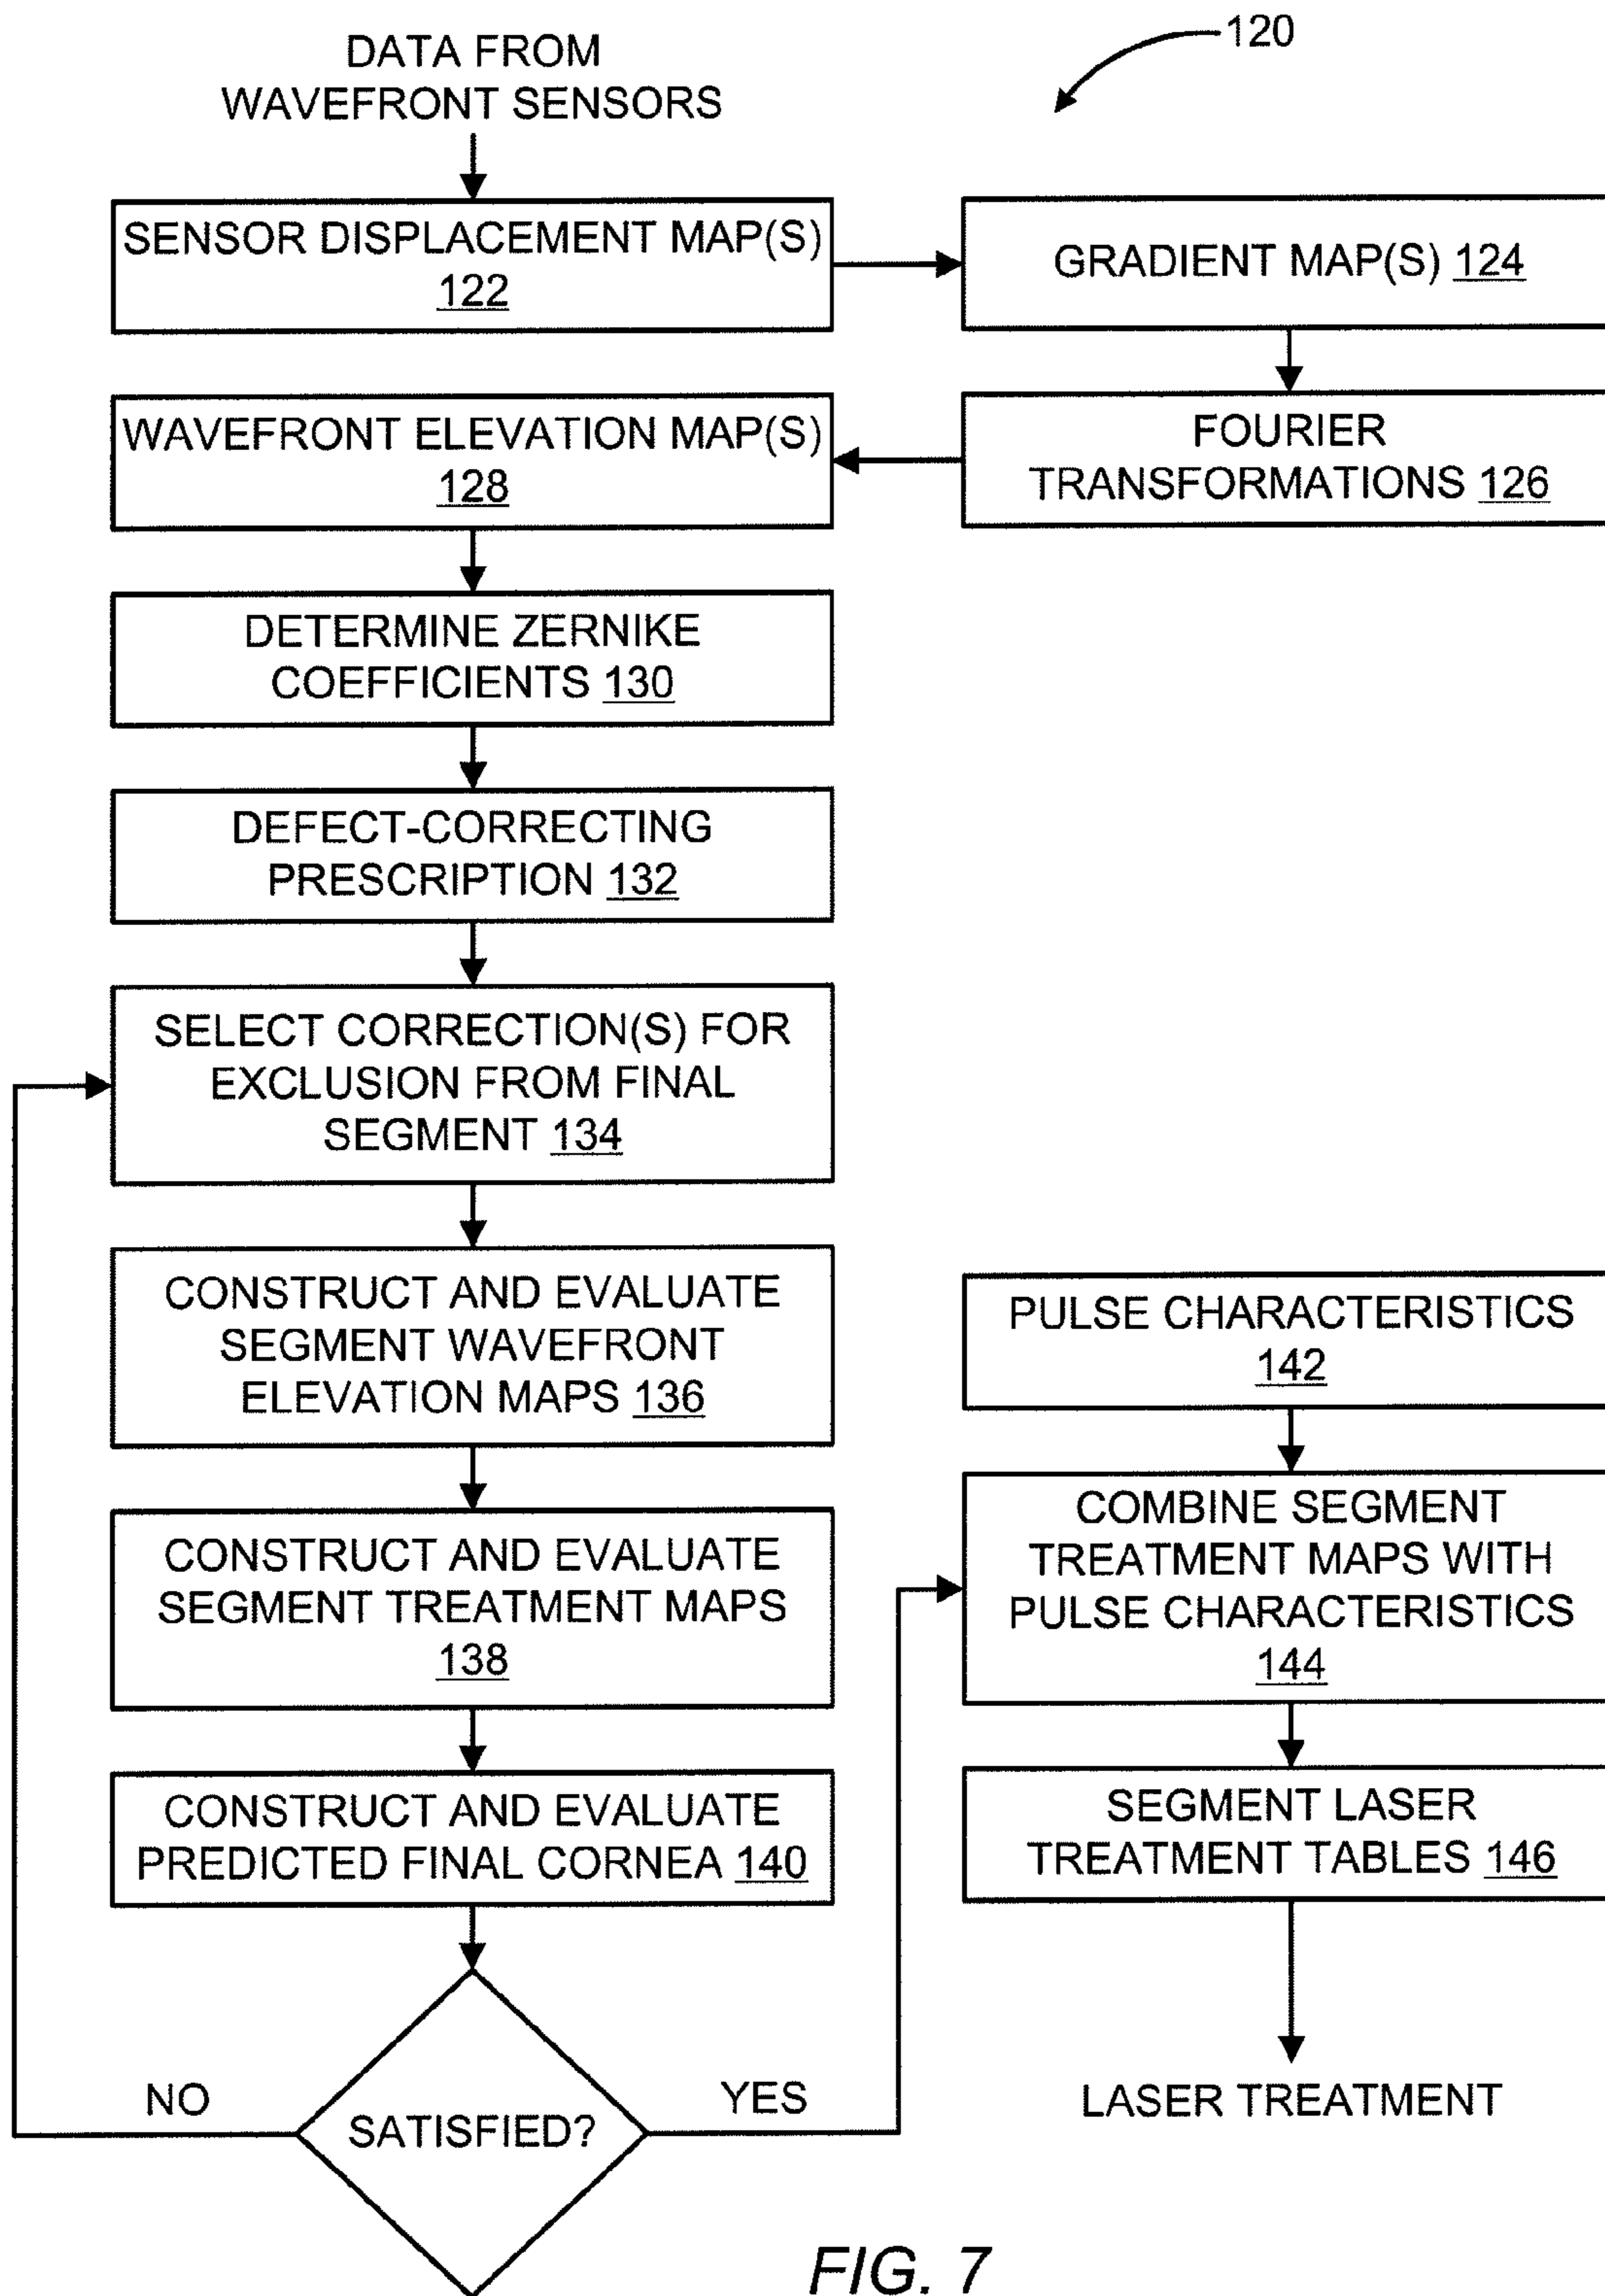 120
DATA FROM
WAVEFRONT SENSORS
SENSOR DISPLACEMENT MAP(S)
122
GRADIENT MAP(S) 124
FOURIER
TRANSFORMATIONS 126
WAVEFRONT ELEVATION MAP(S)
128
DETERMINE ZERNIKE
COEFFICIENTS 130
DEFECT-CORRECTING
PRESCRIPTION 132
SELECT CORRECTION(S) FOR
EXCLUSION FROM FINAL
SEGMENT 134
CONSTRUCT AND EVALUATE
SEGMENT WAVEFRONT
ELEVATION MAPS 136
CONSTRUCT AND EVALUATE
SEGMENT TREATMENT MAPS
138
CONSTRUCT AND EVALUATE
PREDICTED FINAL CORNEA 140
SATISFIED?
NO
YES
PULSE CHARACTERISTICS
142
COMBINE SEGMENT
TREATMENT MAPS WITH
PULSE CHARACTERISTICS
144
SEGMENT LASER
TREATMENT TABLES 146
LASER TREATMENT
FIG. 7